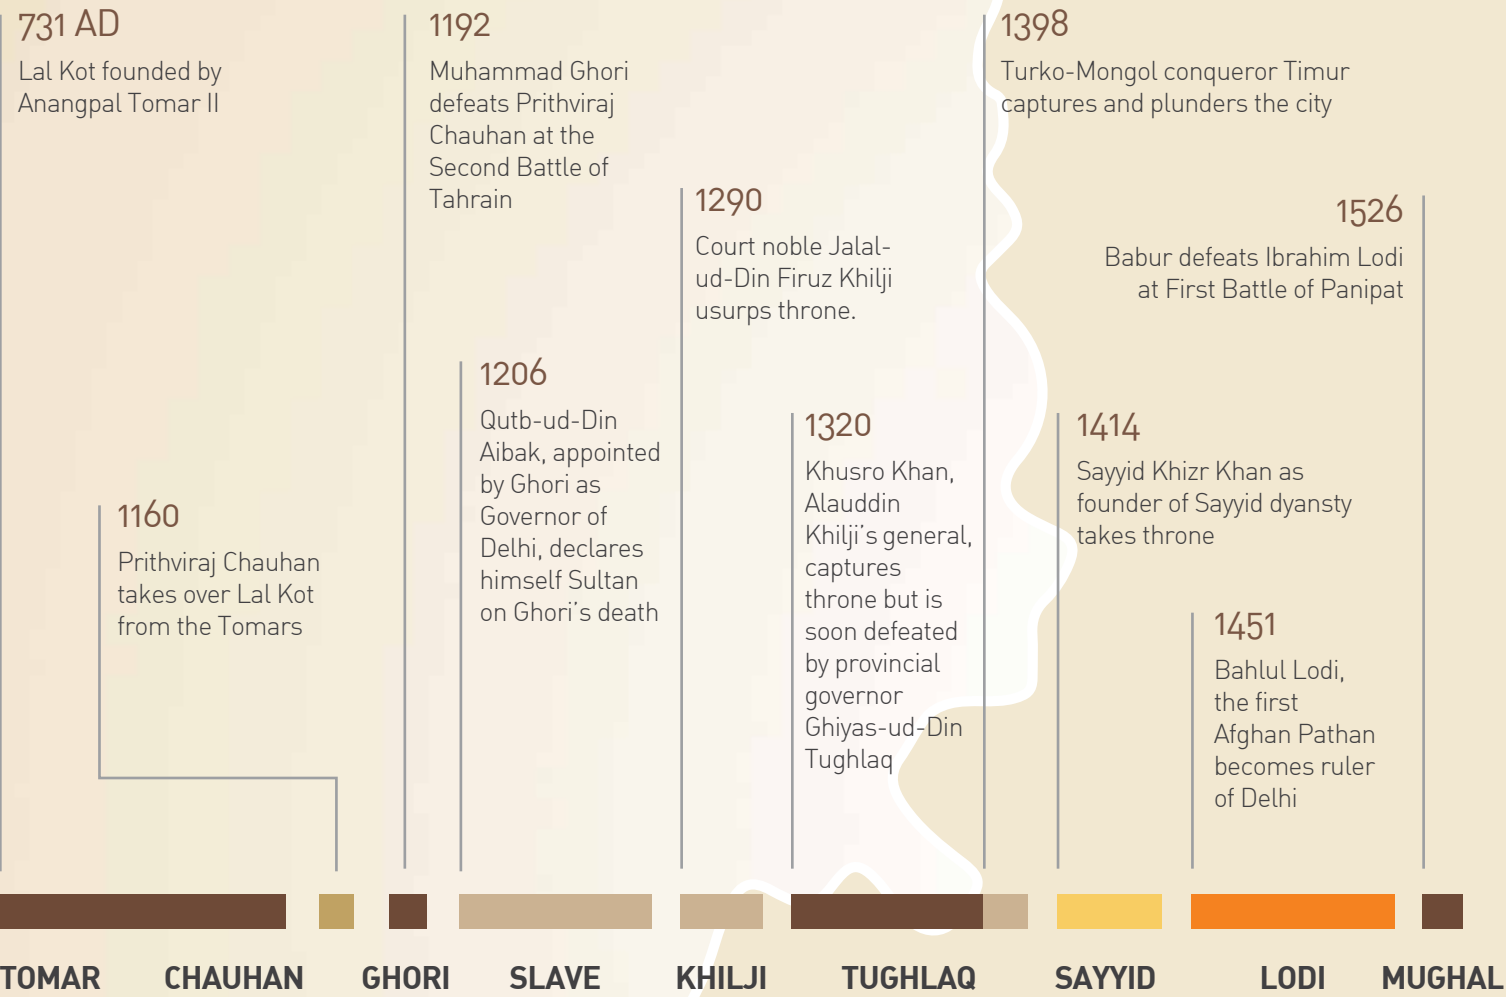 731 AD
Lal Kot founded by
Anangpal Tomar II
1160
Prithviraj Chauhan
takes over Lal Kot
from the Tomars
1192
Muhammad Ghori
defeats Prithviraj
Chauhan at the
Second Battle of
Tahrain
1206
Qutb-ud-Din
Aibak, appointed
by Ghori as
Governor of
Delhi, declares
himself Sultan
on Ghori's death
1290
Court noble Jalal-
ud-Din Firuz Khilji
usurps throne.
1320
Khusro Khan,
Alauddin
Khilji's general,
captures
throne but is
soon defeated
by provincial
governor
Ghiyas-ud-Din
Tughlaq
1398
Turko-Mongol conqueror Timur
captures and plunders the city
1414
Sayyid Khizr Khan as
founder of Sayyid dyansty
takes throne
1451
Bahlul Lodi,
the first
Afghan Pathan
becomes ruler
of Delhi
1526
Babur defeats Ibrahim Lodi
at First Battle of Panipat
TOMAR CHAUHAN GHORI SLAVE KHILJI TUGHLAQ SAYYID LODI MUGHAL